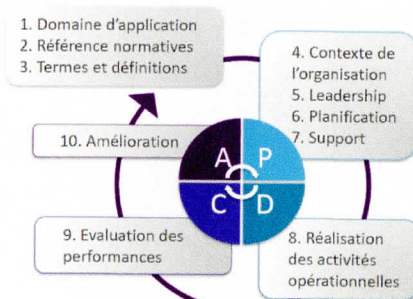 1. Domaine d'application
2. Référence normatives
3. Termes et définitions
4. Contexte de
l'organisation
5. Leadership
6. Planification
7. Support
10. Amélioration
A P
C D
9. Evaluation des
performances
8. Réalisation
des activités
opérationnelles